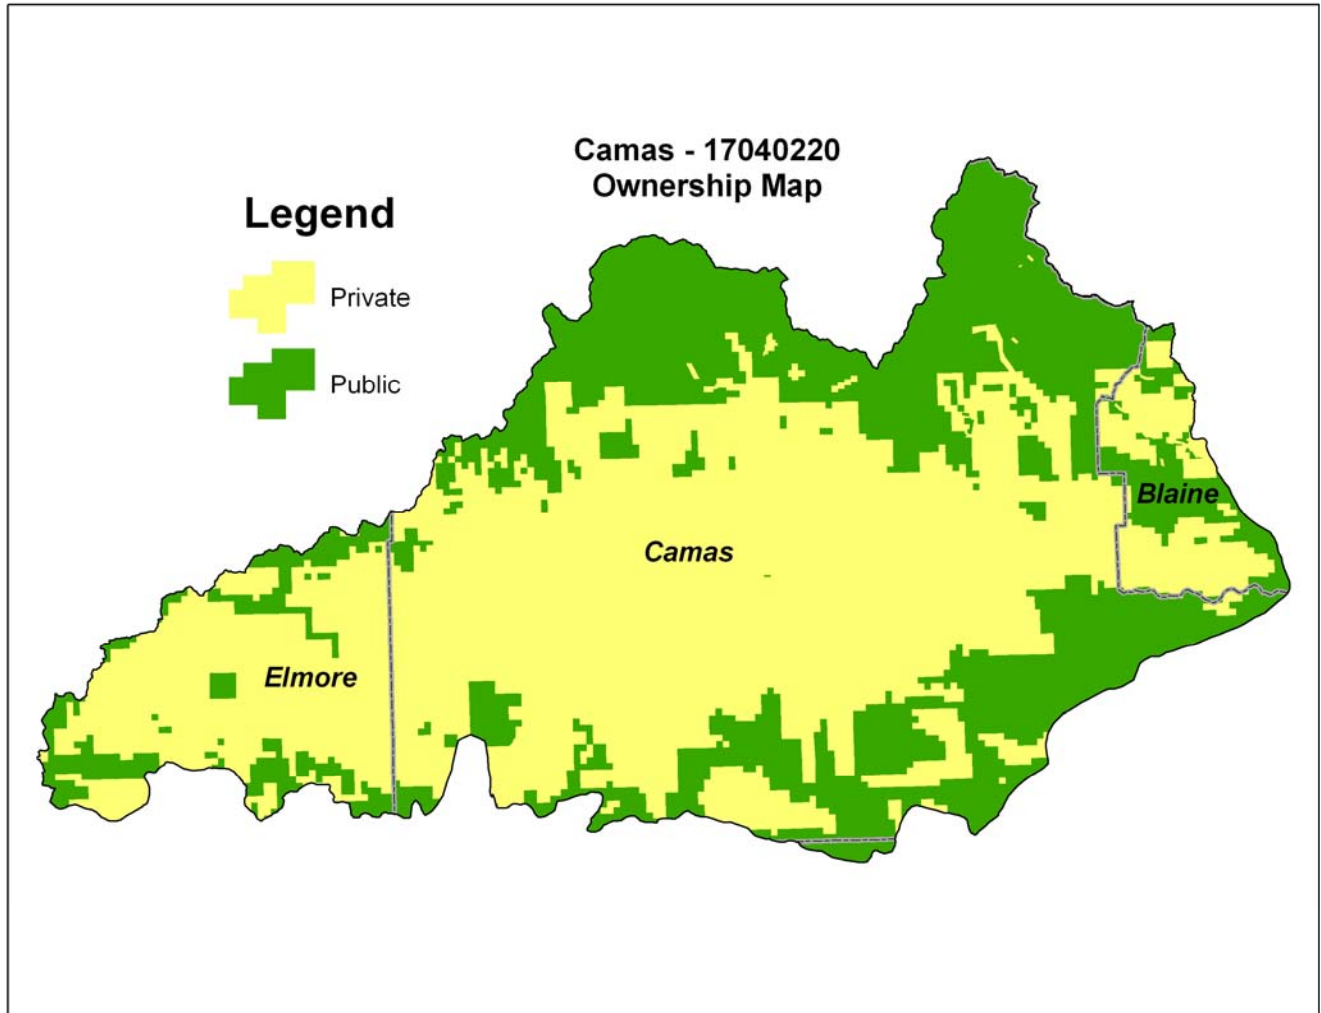 Camas - 17040220
Ownership Map
Legend
Private
Public
Blaine
Camas
Elmore